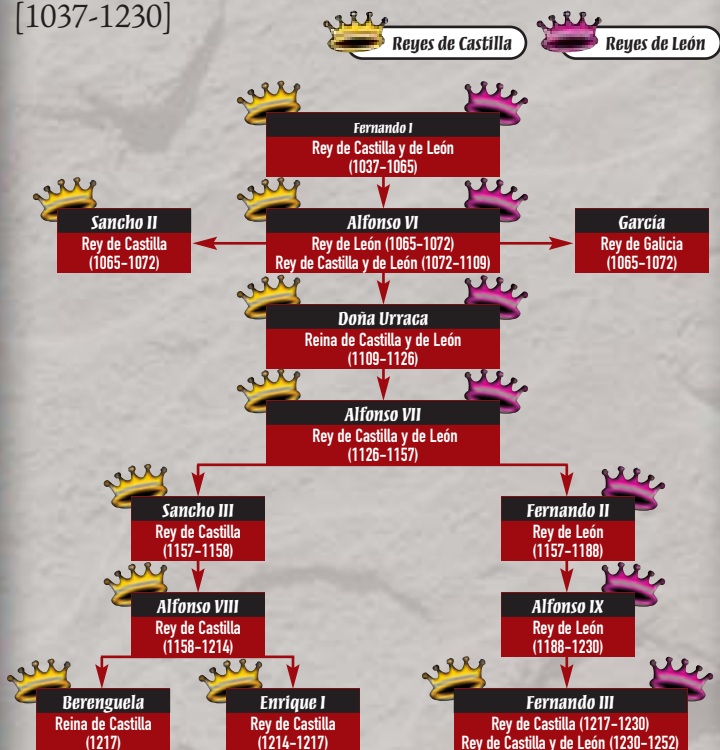 [1037-1230]
Reyes de Castilla
Reyes de León
Fernando I
Rey de Castilla y de León
(1037-1065)
Sancho II
Rey de Castilla
(1065-1072)
Alfonso VI
Rey de León (1065-1072)
Rey de Castilla y de León (1072-1109)
García
Rey de Galicia
(1065-1072)
Doña Urraca
Reina de Castilla y de León
(1109-1126)
Alfonso VII
Rey de Castilla y de León
(1126-1157)
Sancho III
Rey de Castilla
(1157-1158)
Fernando II
Rey de León
(1157-1188)
Alfonso VIII
Rey de Castilla
(1158-1214)
Alfonso IX
Rey de León
(1188-1230)
Berenguela
Reina de Castilla
(1217)
Enrique I
Rey de Castilla
(1214-1217)
Fernando III
Rey de Castilla (1217-1230)
Rey de Castilla y de León (1230-1252)